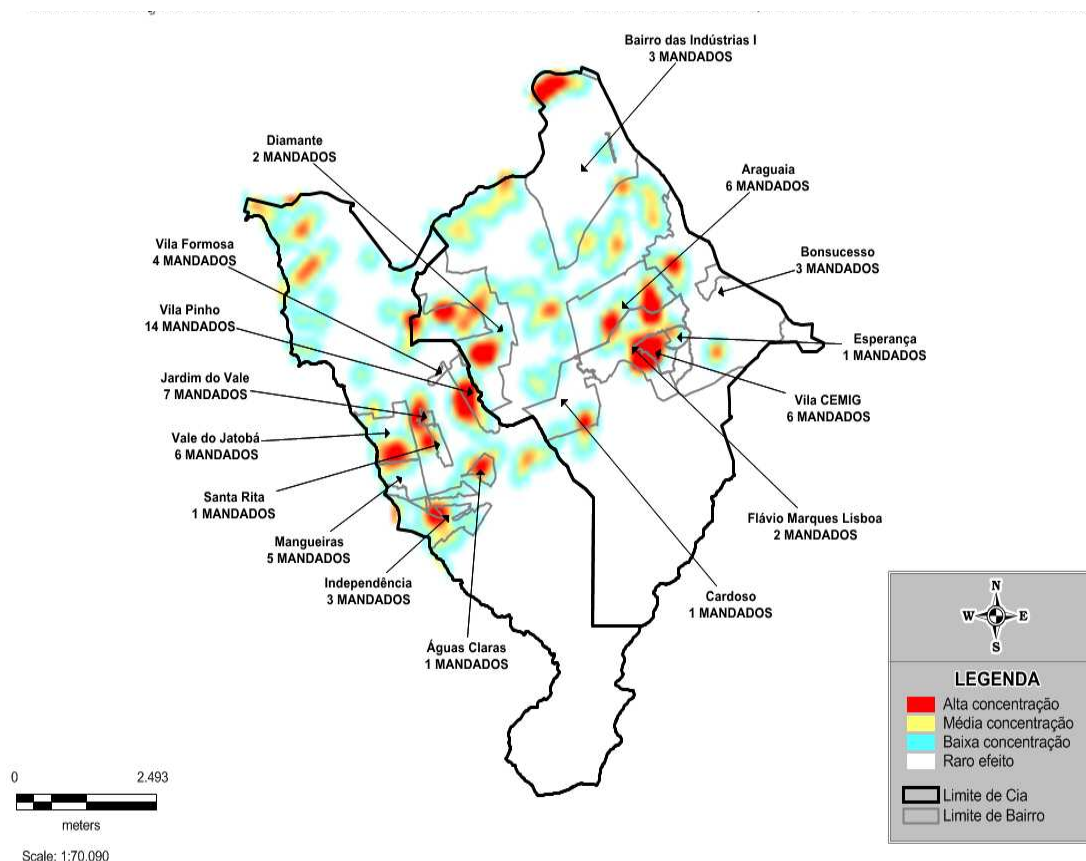 Bairro das Indústrias I
3 MANDADOS
Diamante
2 MANDADOS
Araguaia
6 MANDADOS
Vila Formosa
4 MANDADOS
Bonsucesso
3 MANDADOS
Vila Pinho
14 MANDADOS
Esperança
1 MANDADOS
Jardim do Vale
7 MANDADOS
Vila CEMIG
6 MANDADOS
Vale do Jatobá
6 MANDADOS
Santa Rita
1 MANDADOS
Flávio Marques Lisboa
2 MANDADOS
Mangueiras
5 MANDADOS
Independência
3 MANDADOS
Cardoso
1 MANDADOS
Águas Claras
1 MANDADOS
N
W E
S
LEGENDA
Alta concentração
Média concentração
Baixa concentração
Raro efeito
Limite de Cia
Limite de Bairro
0 2.493
meters
Scale: 1:70.090